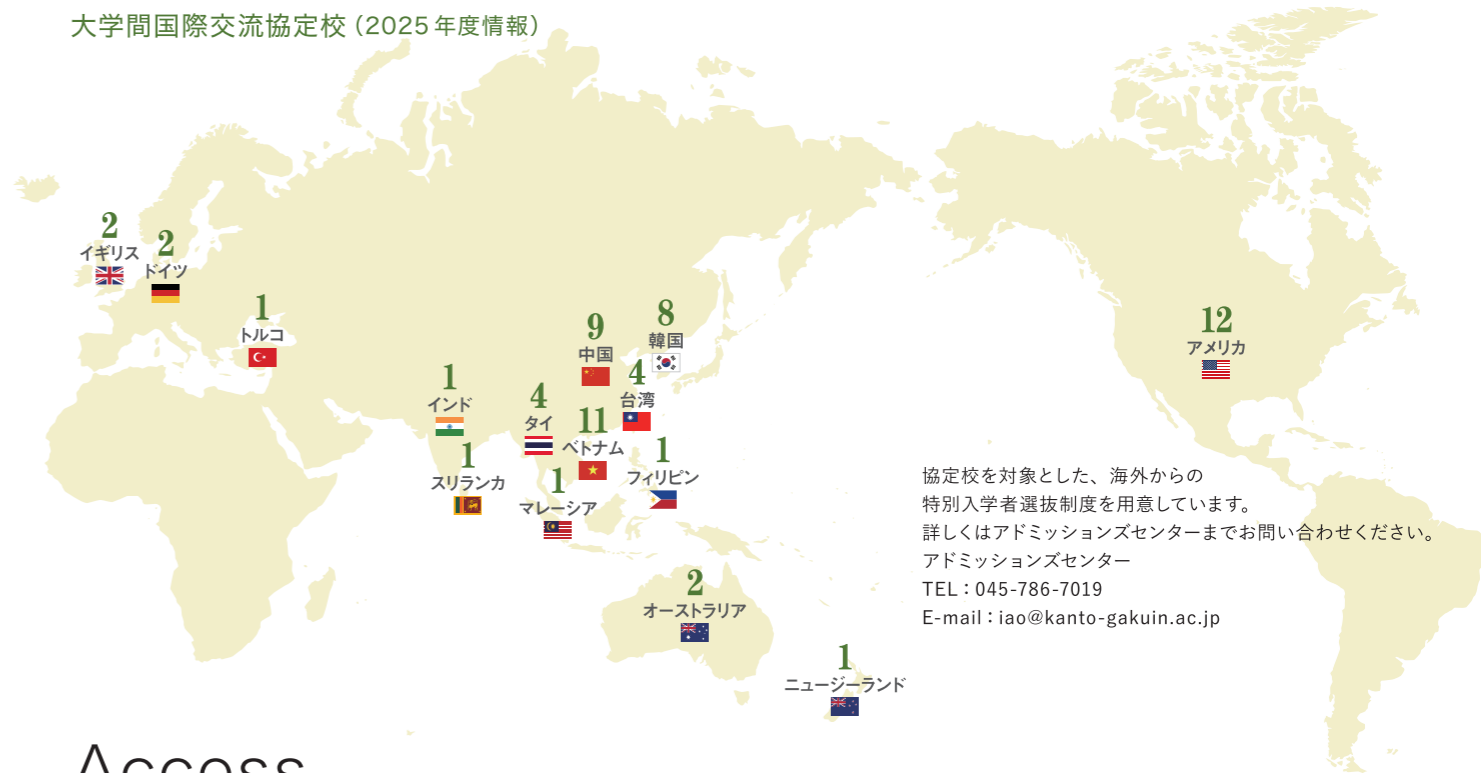 大学間国際交流協定校（2025年度情報）
2
イギリス
2
ドイツ
1
トルコ
9
中国
8
韓国
12
アメリカ
1
インド
4
タイ
11
ベトナム
4
台湾
1
スリランカ
1
マレーシア
1
フィリピン
2
オーストラリア
1
ニュージーランド
協定校を対象とした、海外からの
特別入学者選抜制度を用意しています。
詳しくはアドミッションズセンターまでお問い合わせください。
アドミッションズセンター
TEL：045-786-7019
E-mail：iao@kanto-gakuin.ac.jp
Access